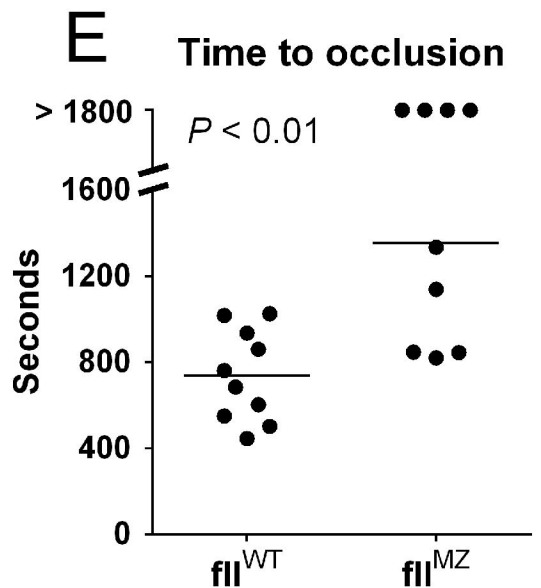 E
Time to occlusion
> 1800
P < 0.01
1600
1200
800
400
0
Seconds
fII^WT
fII^MZ